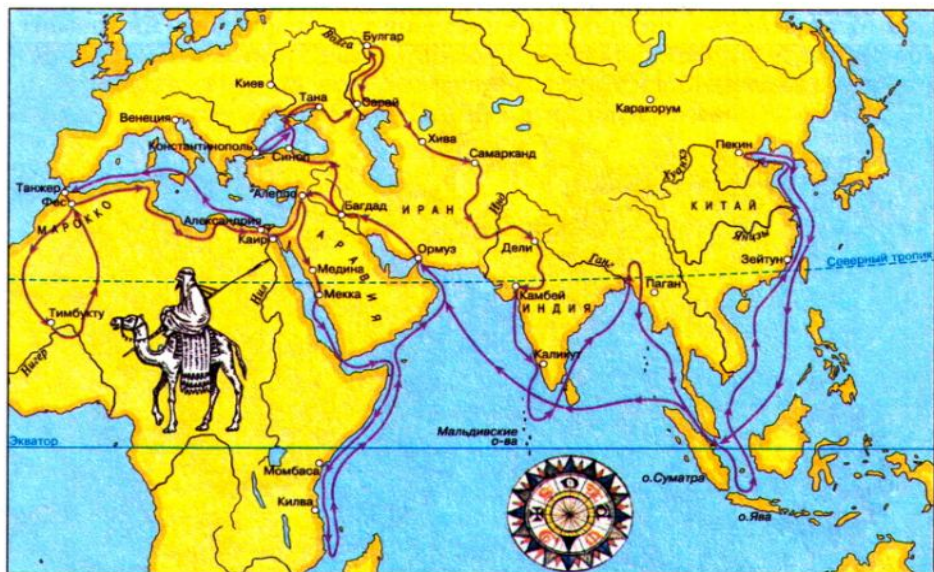 Волга
Булгар
Киев
Тана
Сарай
Каракорум
Венеция
Хива
Константинополь
Синоп
Самарканд
Пекин
Хуанхэ
Танжер
Фес
Алеппо
Багдад
ИРАН
Инд
КИТАЙ
МАРОККО
Александрия
Каир
АРАВИЯ
Ормуз
Дели
Янцзы
Зейтун
Северный тропик
Медина
Ганг
Мекка
Нил
Камбей
ИНДИЯ
Паган
Тимбукту
Нигер
Каликут
Экватор
Мальдивские
о-ва
Момбаса
о.Суматра
Килва
о.Ява